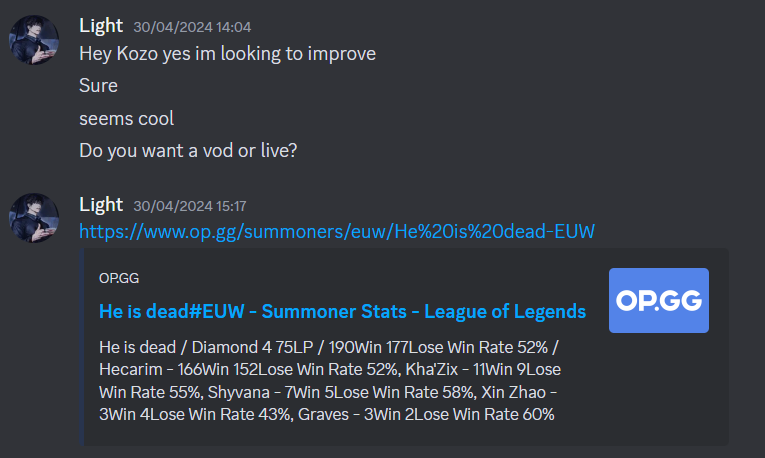 Light 30/04/2024 14:04
Hey Kozo yes im looking to improve
Sure
seems cool
Do you want a vod or live?
Light 30/04/2024 15:17
https://www.op.gg/summoners/euw/He%20is%20dead-EUW
OP.GG
He is dead#EUW - Summoner Stats - League of Legends
OP.GG
He is dead / Diamond 4 75LP / 190Win 177Lose Win Rate 52% /
Hecarim - 166Win 152Lose Win Rate 52%, Kha'Zix - 11Win 9Lose
Win Rate 55%, Shyvana - 7Win 5Lose Win Rate 58%, Xin Zhao -
3Win 4Lose Win Rate 43%, Graves - 3Win 2Lose Win Rate 60%